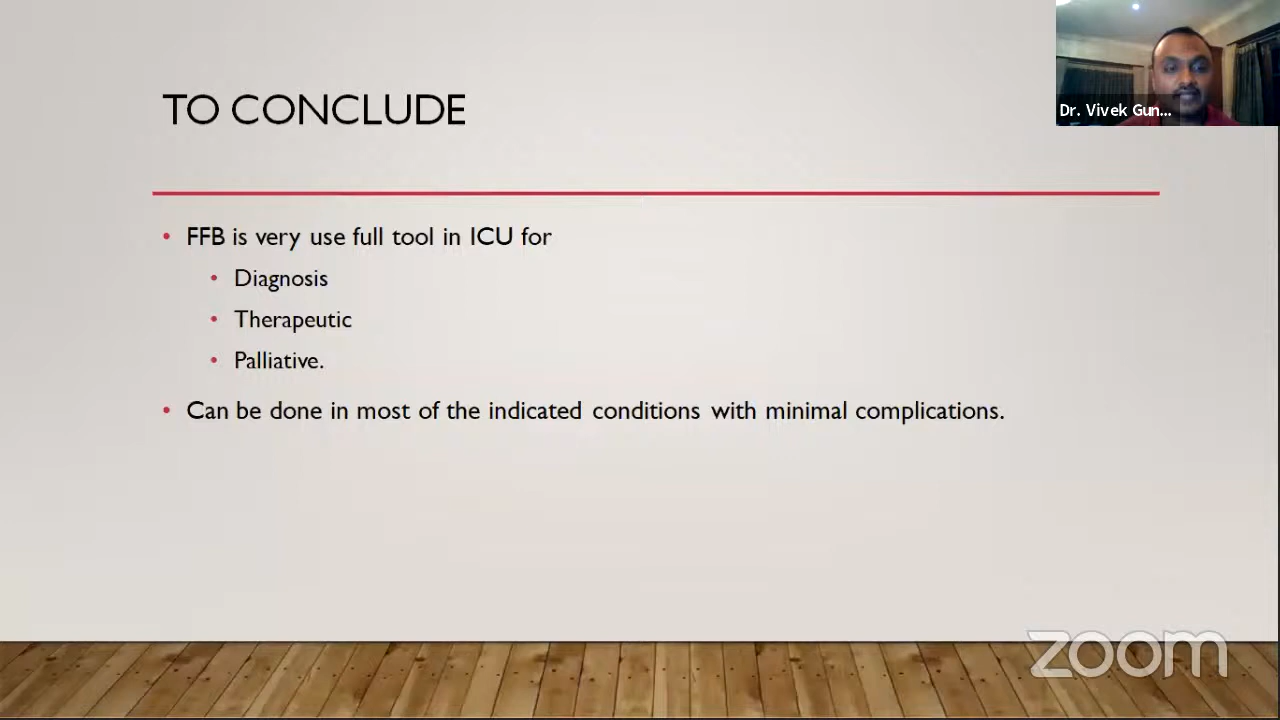 TO CONCLUDE
Dr. Vivek Gun...
• FFB is very use full tool in ICU for
• Diagnosis
• Therapeutic
• Palliative.
• Can be done in most of the indicated conditions with minimal complications.
zoom